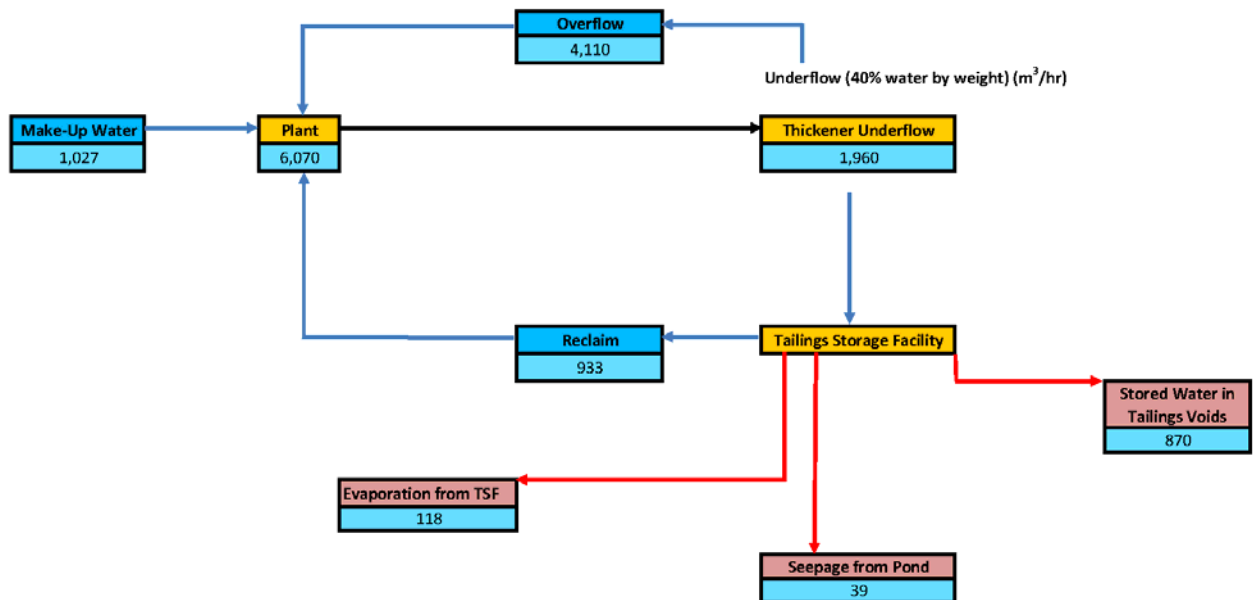 Overflow
4,110
Underflow (40% water by weight) (m³/hr)
Make-Up Water
1,027
Plant
6,070
Thickener Underflow
1,960
Reclaim
933
Tailings Storage Facility
Stored Water in
Tailings Voids
870
Evaporation from TSF
118
Seepage from Pond
39